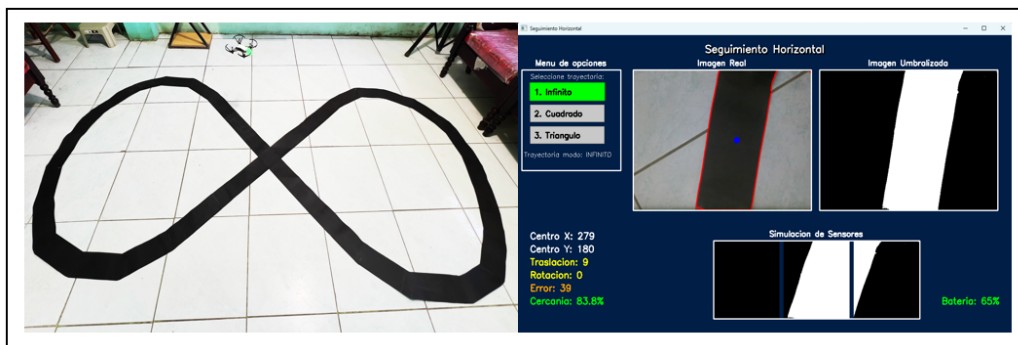 Seguimiento Horizontal
Seguimiento Horizontal
Menu de opciones
Seleccione trayectoria:
1. Infinito
2. Cuadrado
3. Triangulo
Trayectoria modo: INFINITO
Imagen Real
Imagen Umbralizada
Centro X: 279
Centro Y: 180
Traslacion: 9
Rotacion: 0
Error: 39
Cercania: 83.8%
Simulacion de Sensores
Bateria: 65%